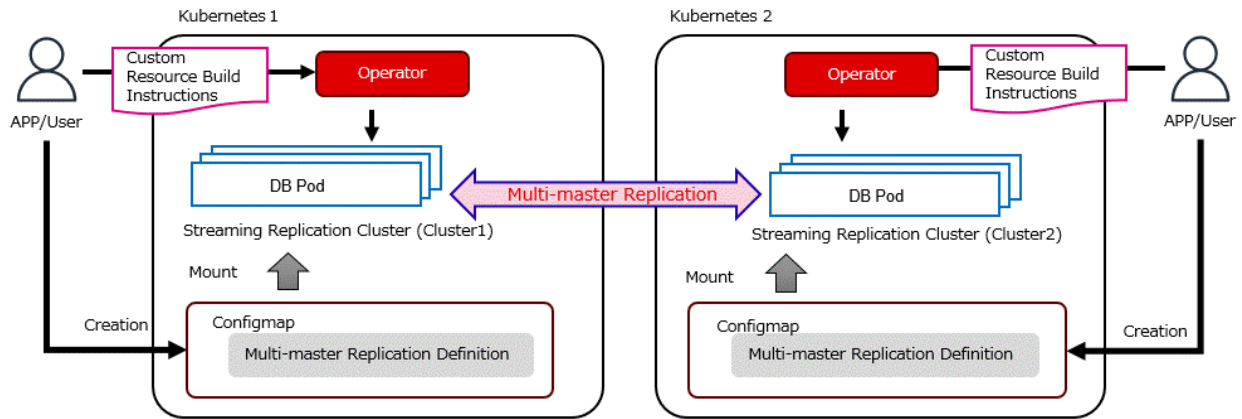 Kubernetes 1
Custom
Resource Build
Instructions
Operator
APP/User
DB Pod
Streaming Replication Cluster (Cluster1)
Mount
Creation
Configmap
Multi-master Replication Definition
Multi-master Replication
Kubernetes 2
Operator
Custom
Resource Build
Instructions
APP/User
DB Pod
Streaming Replication Cluster (Cluster2)
Mount
Configmap
Multi-master Replication Definition
Creation